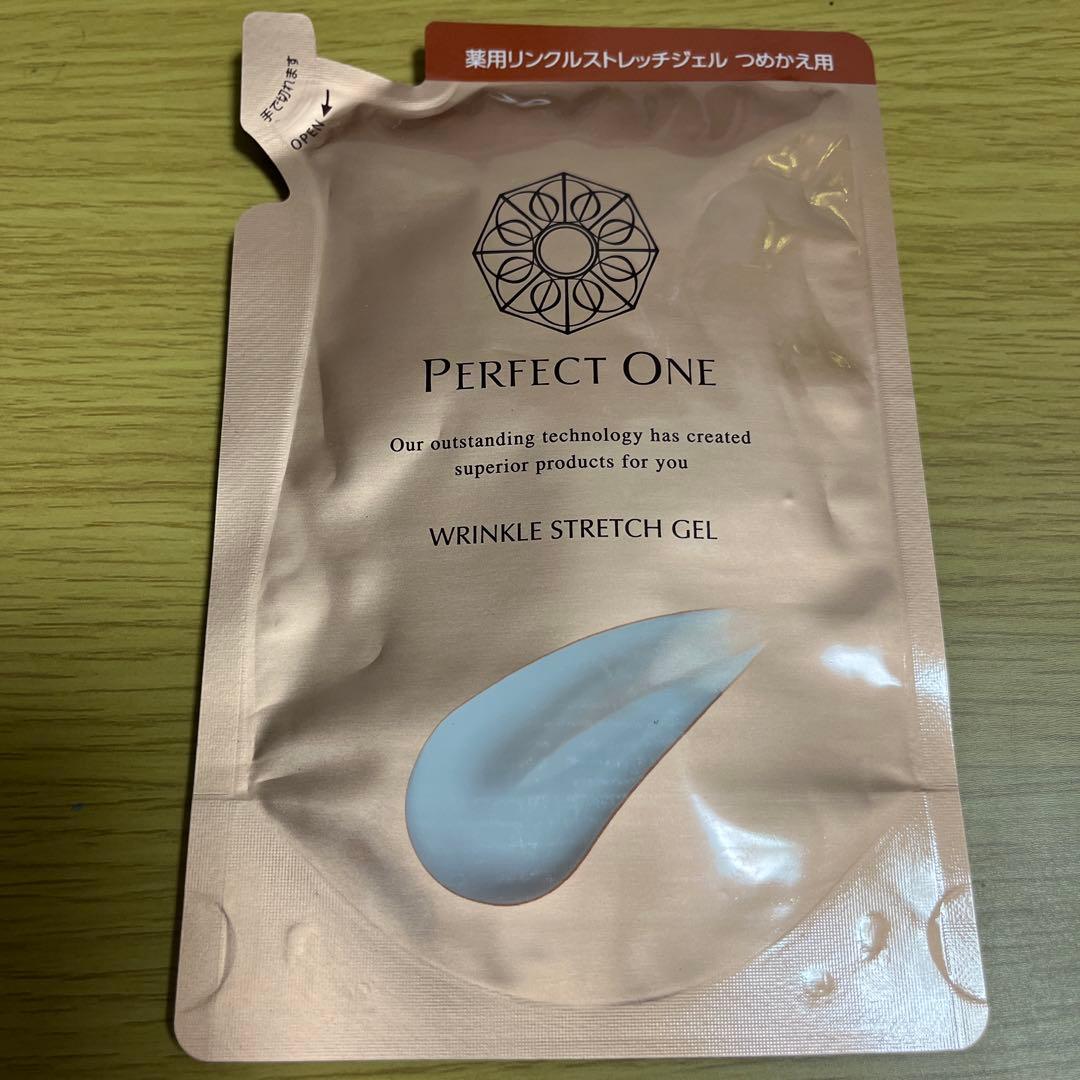 薬用リンクルストレッチジェル つめかえ用
手で切れます
OPEN
PERFECT ONE
Our outstanding technology has created
superior products for you
WRINKLE STRETCH GEL